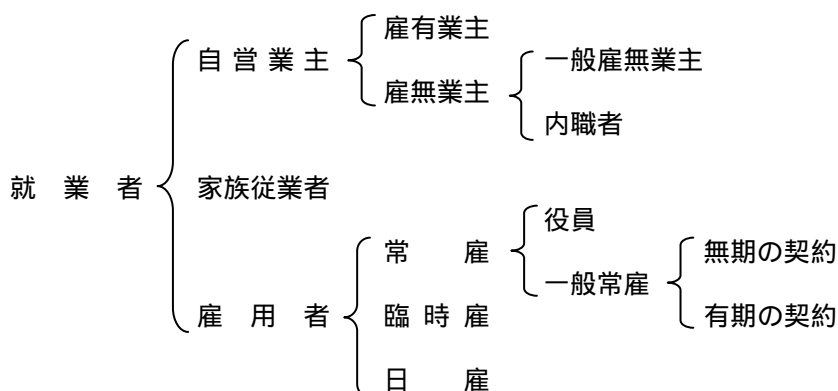 雇有業主
自営業主
一般雇無業主
雇無業主
内職者
就業者
家族従業者
役員
常雇
無期の契約
一般常雇
雇用者
臨時雇
有期の契約
日雇